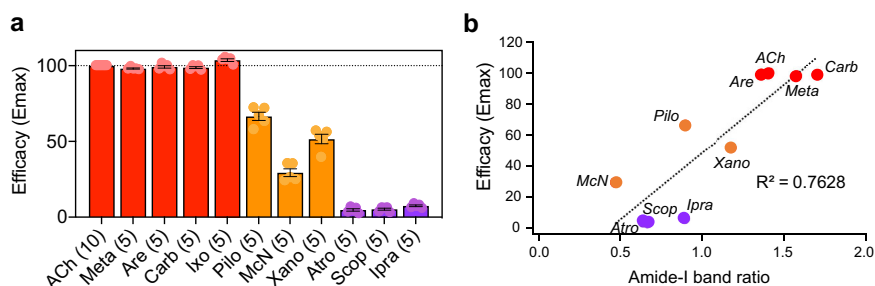 a
Efficacy (Emax)
100
50
0
ACh (10)
Meta (5)
Are (5)
Carb (5)
Ixo (5)
Pilo (5)
McN (5)
Xano (5)
Atro (5)
Scop (5)
Ipra (5)
b
Efficacy (Emax)
120
100
80
60
40
20
0
ACh
Carb
Are
Meta
Pilo
Xano
McN
R² = 0.7628
Scop
Ipra
Atro
0.0 0.5 1.0 1.5 2.0
Amide-I band ratio